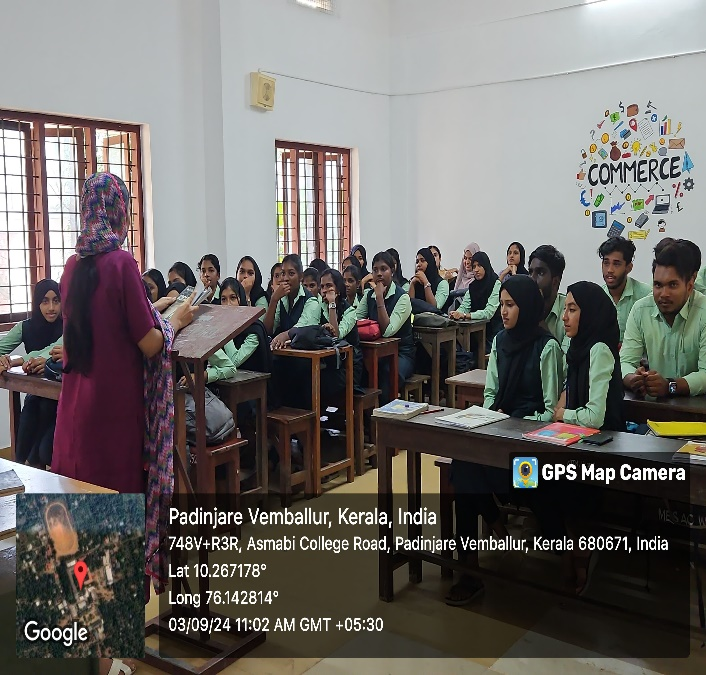 COMMERCE
GPS Map Camera
Padinjare Vemballur, Kerala, India
748V+R3R, Asmabi College Road, Padinjare Vemballur, Kerala 680671, India
Lat 10.267178°
Long 76.142814°
03/09/24 11:02 AM GMT +05:30
Google